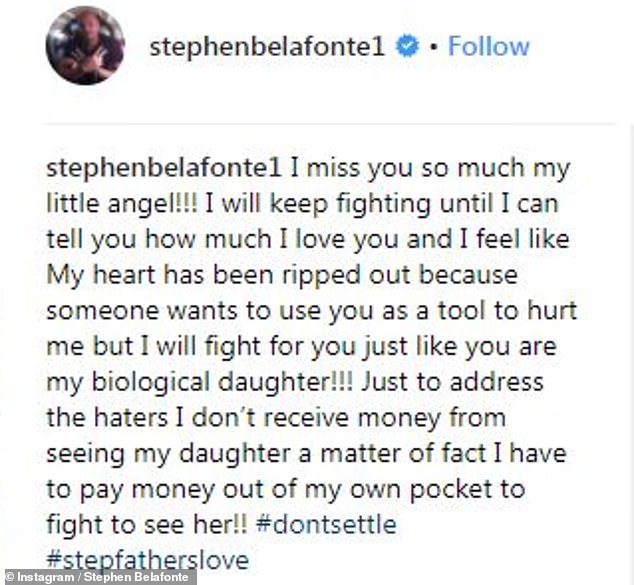 stephenbelafonte1 • Follow
stephenbelafonte1 I miss you so much my
little angel!!! I will keep fighting until I can
tell you how much I love you and I feel like
My heart has been ripped out because
someone wants to use you as a tool to hurt
me but I will fight for you just like you are
my biological daughter!!! Just to address
the haters I don't receive money from
seeing my daughter a matter of fact I have
to pay money out of my own pocket to
fight to see her!! #dontsettle
#stepfatherslove
© Instagram / Stephen Belafonte